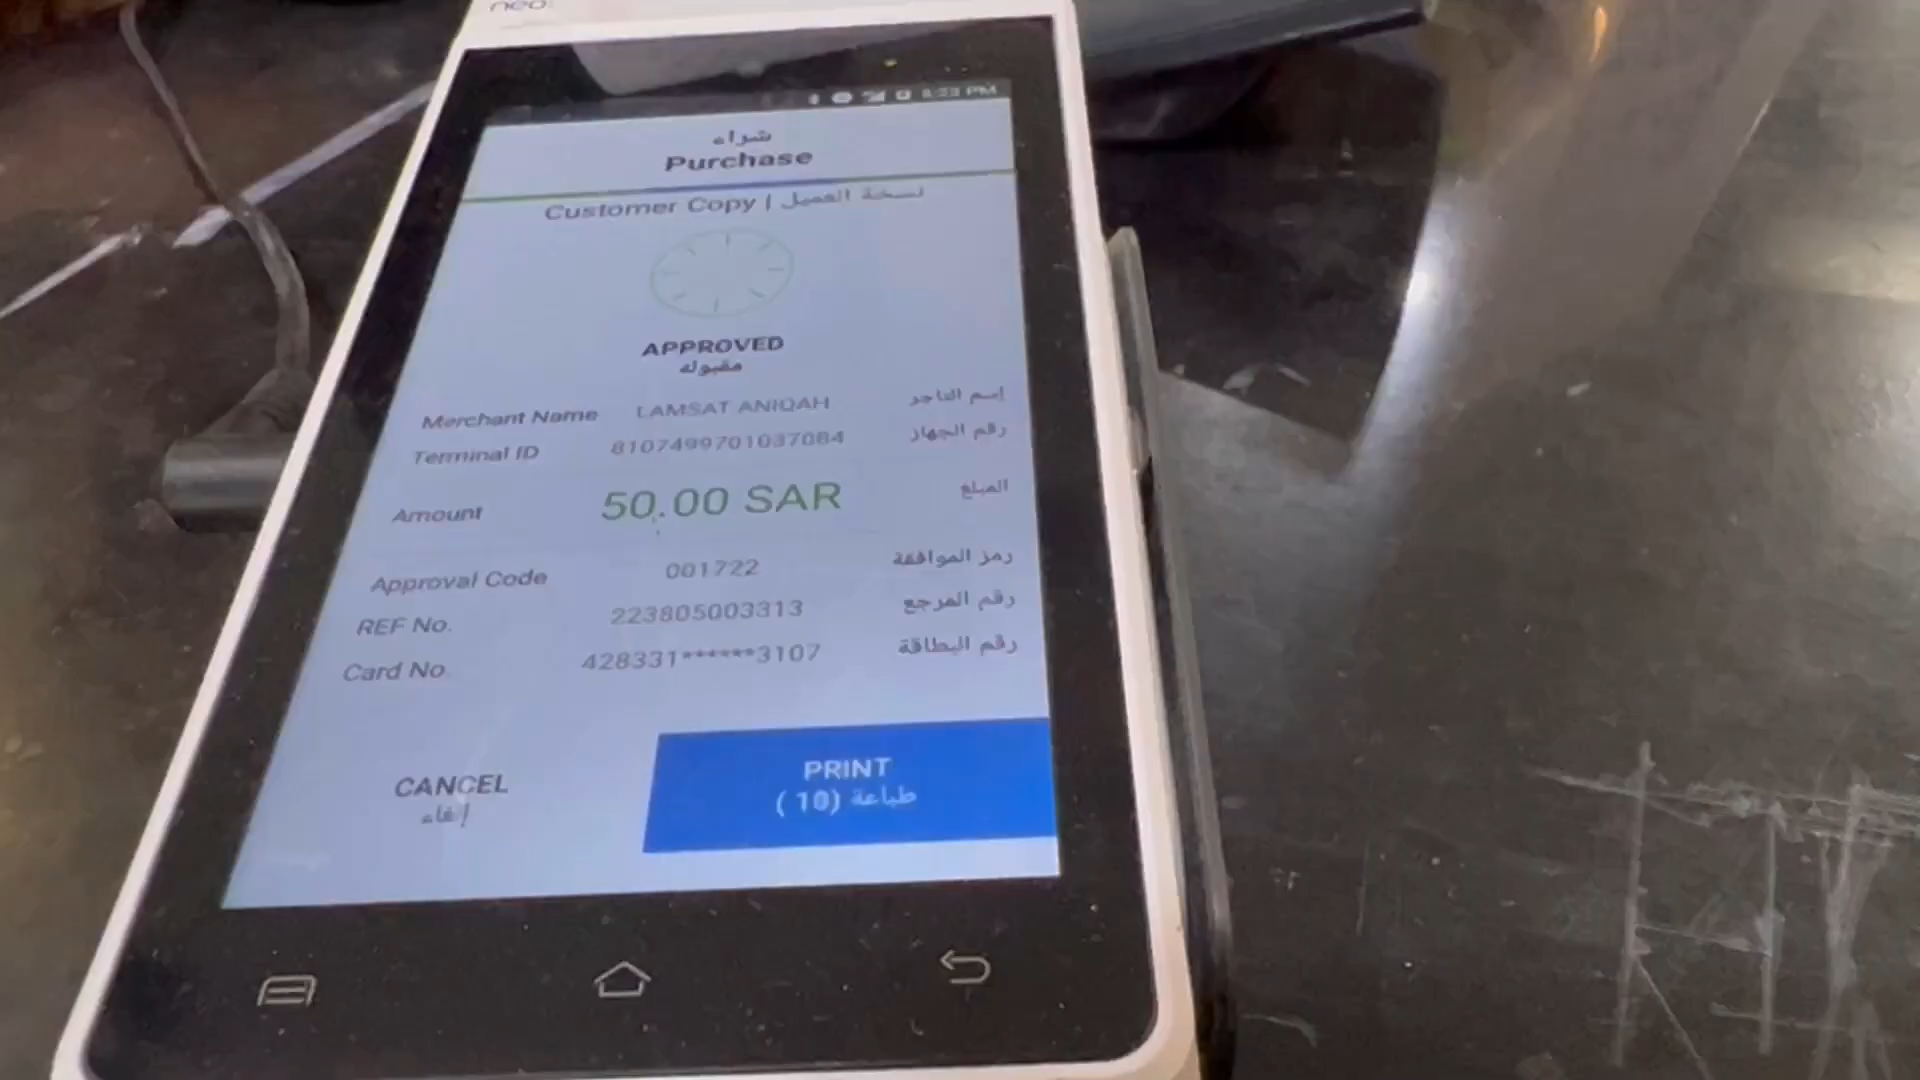 neo
شراء
Purchase
Customer Copy | نسخة العميل
APPROVED
مقبوله
Merchant Name LAMSAT ANIQAH إسم التاجر
Terminal ID 8107499701037084 رقم الجهاز
Amount 50.00 SAR المبلغ
Approval Code 001722 رمز الموافقة
REF No. 223805003313 رقم المرجع
Card No. 428331******3107 رقم البطاقة
CANCEL
إلغاء
PRINT
طباعة (10)